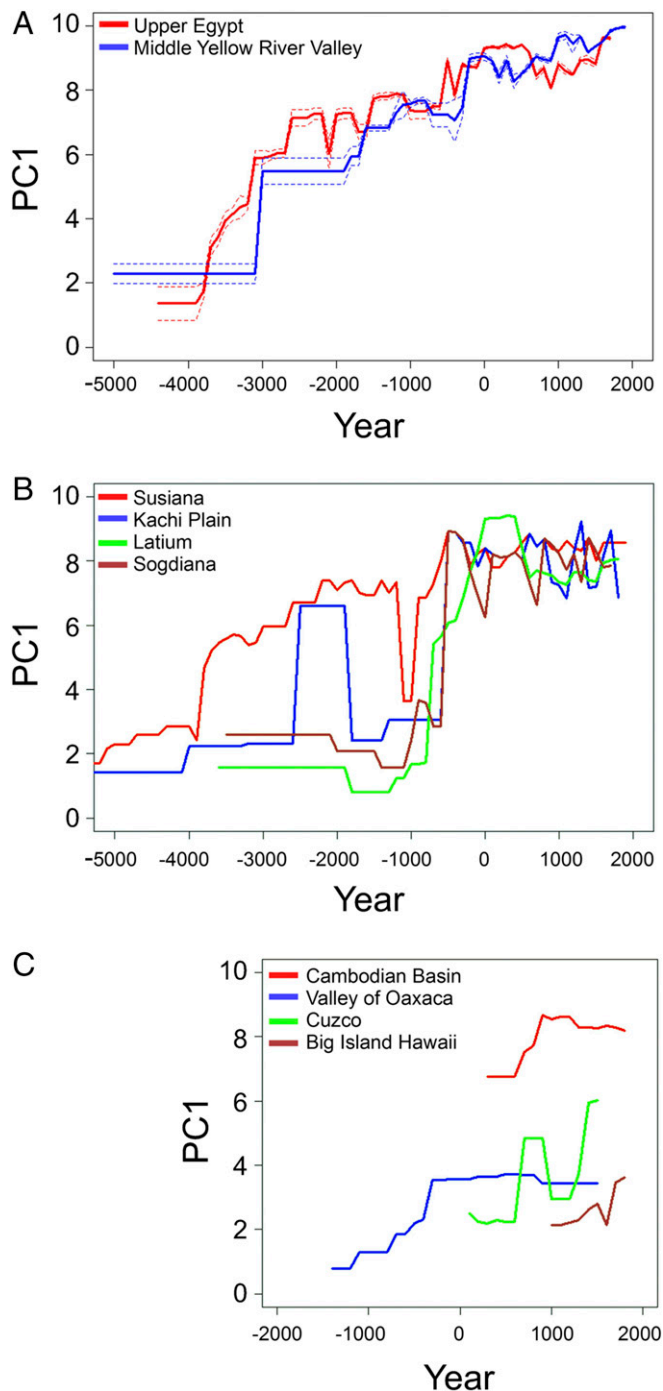 A
Upper Egypt
Middle Yellow River Valley
10
8
6
4
2
0
PC1
−5000 -4000 -3000 -2000 -1000 0 1000 2000
Year
B
Susiana
Kachi Plain
Latium
Sogdiana
10
8
6
4
2
0
PC1
−5000 -4000 -3000 -2000 -1000 0 1000 2000
Year
C
Cambodian Basin
Valley of Oaxaca
Cuzco
Big Island Hawaii
10
8
6
4
2
0
PC1
-2000 -1000 0 1000 2000
Year